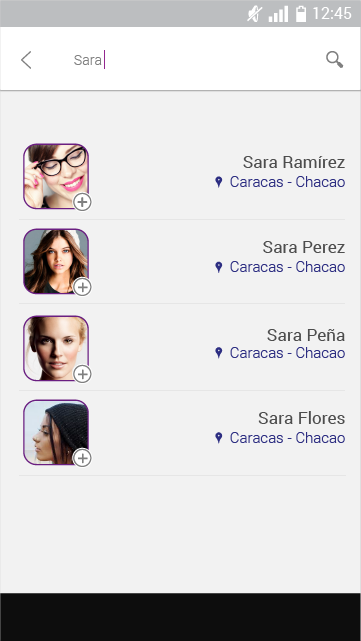 12:45
Sara
Sara Ramírez
Caracas - Chacao
Sara Perez
Caracas - Chacao
Sara Peña
Caracas - Chacao
Sara Flores
Caracas - Chacao